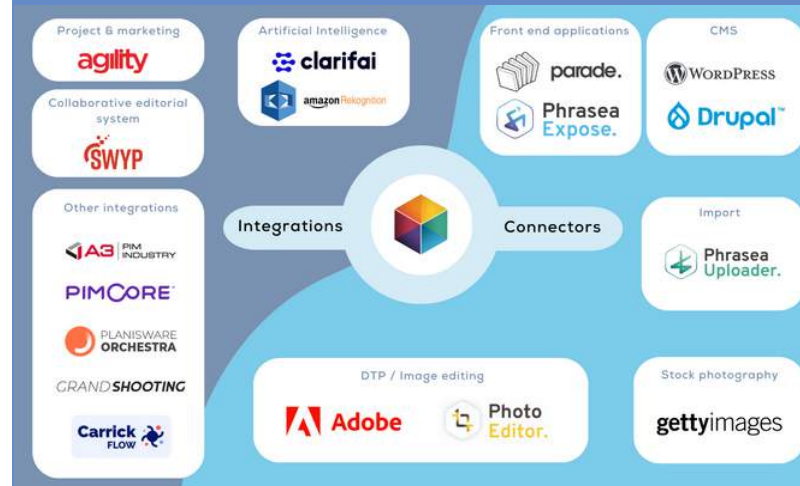 Project & marketing
agility
Collaborative editorial
system
SWYP
Other integrations
A3 PIM
INDUSTRY
PIMCORE
PLANISWARE
ORCHESTRA
GRANDSHOOTING
Carrick
FLOW
Artificial Intelligence
clarifai
amazon Rekognition
Integrations
Connectors
Front end applications
parade.
Phrasea
Expose.
CMS
WORDPRESS
Drupal™
Import
Phrasea
Uploader.
DTP / Image editing
Adobe
Photo
Editor.
Stock photography
gettyimages